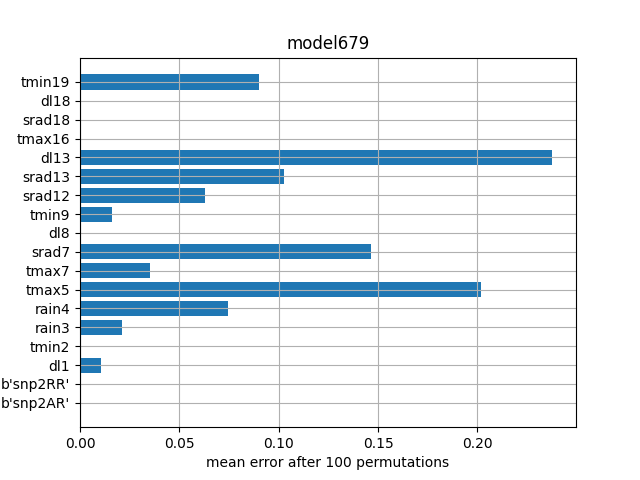 model679
tmin19
dl18
srad18
tmax16
dl13
srad13
srad12
tmin9
dl8
srad7
tmax7
tmax5
rain4
rain3
tmin2
dl1
b'snp2RR'
b'snp2AR'
0.00 0.05 0.10 0.15 0.20
mean error after 100 permutations